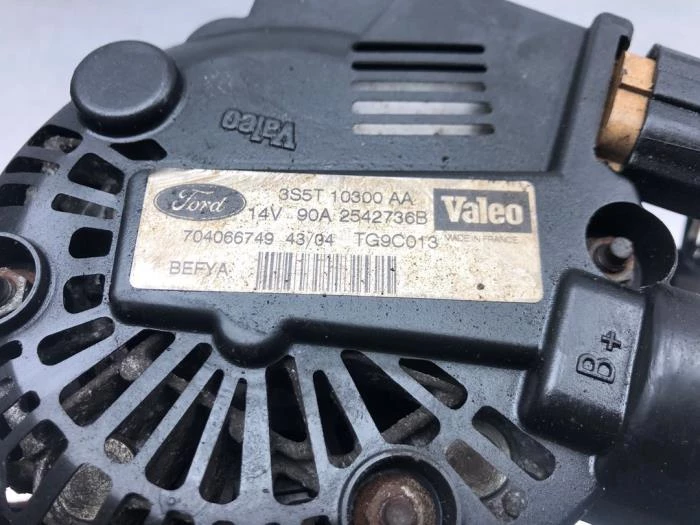 Valeo
Ford
3S5T 10300 AA
14V 90A 2542736B
Valeo
704066749 43/04 TG9C013
MADE IN FRANCE
BEFYA
B+